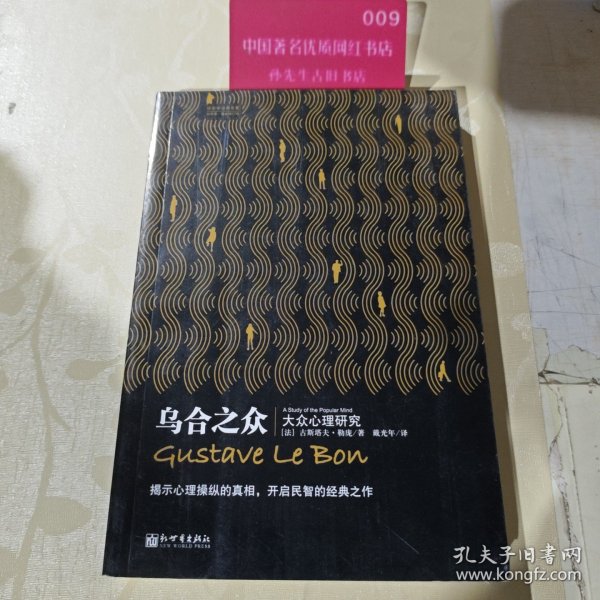 009
中国著名优质网红书店
孙先生古旧书店
乌合之众
A Study of the Popular Mind
大众心理研究
[法] 古斯塔夫·勒庞/著 戴光年/译
Gustave Le Bon
揭示心理操纵的真相，开启民智的经典之作
新世界出版社
NEW WORLD PRESS
孔夫子旧书网
www.kongfz.com